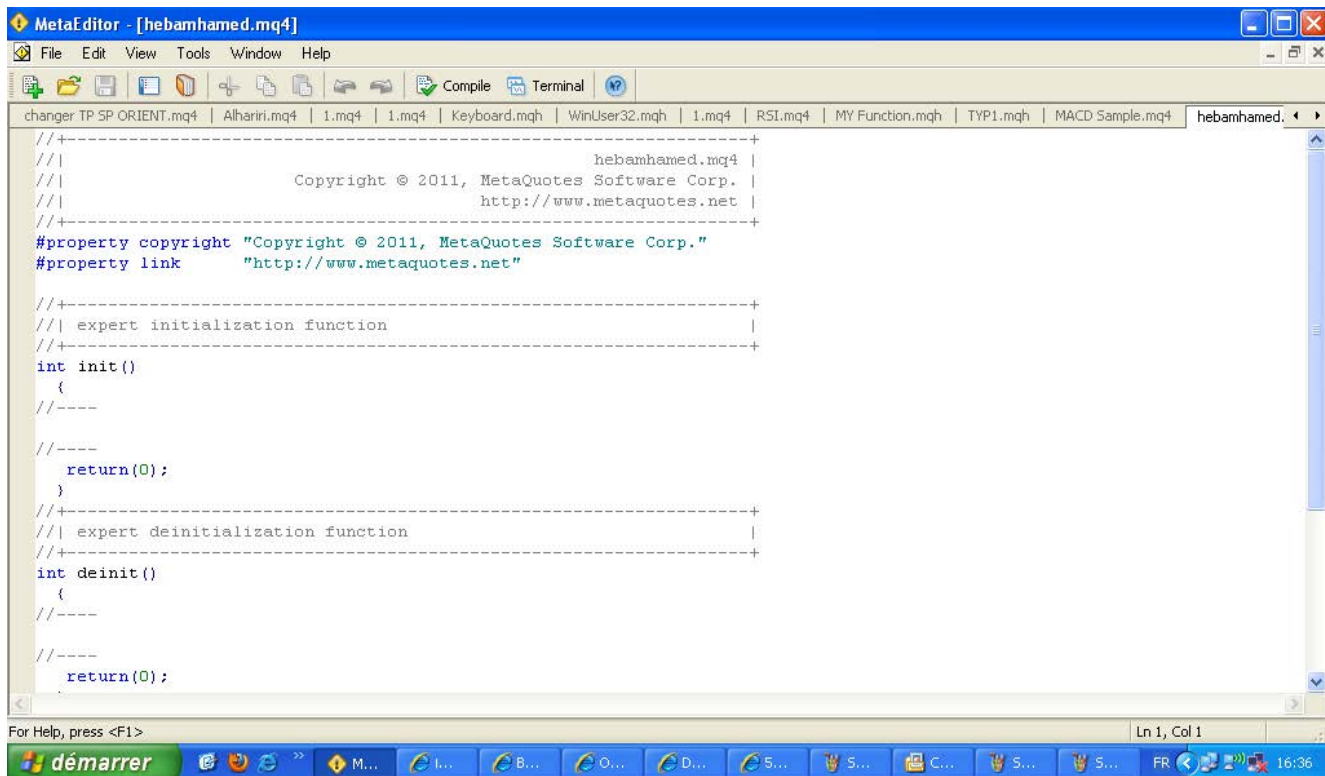 MetaEditor - [hebamhamed.mq4]
File Edit View Tools Window Help
Compile Terminal
changer TP SP ORIENT.mq4 | Alhariri.mq4 | 1.mq4 | 1.mq4 | Keyboard.mqh | WinUser32.mqh | 1.mq4 | RSI.mq4 | MY Function.mqh | TYP1.mqh | MACD Sample.mq4 | hebamhamed.
//+------------------------------------------------------------------+
//|                                                   hebamhamed.mq4 |
//|                      Copyright © 2011, MetaQuotes Software Corp. |
//|                                        http://www.metaquotes.net |
//+------------------------------------------------------------------+
#property copyright "Copyright © 2011, MetaQuotes Software Corp."
#property link      "http://www.metaquotes.net"
//+------------------------------------------------------------------+
//| expert initialization function                                   |
//+------------------------------------------------------------------+
int init()
  {
//----
//----
   return(0);
  }
//+------------------------------------------------------------------+
//| expert deinitialization function                                 |
//+------------------------------------------------------------------+
int deinit()
  {
//----
//----
   return(0);
For Help, press <F1> Ln 1, Col 1
démarrer M... I... B... O... D... 5... S... C... S... S... FR 16:36